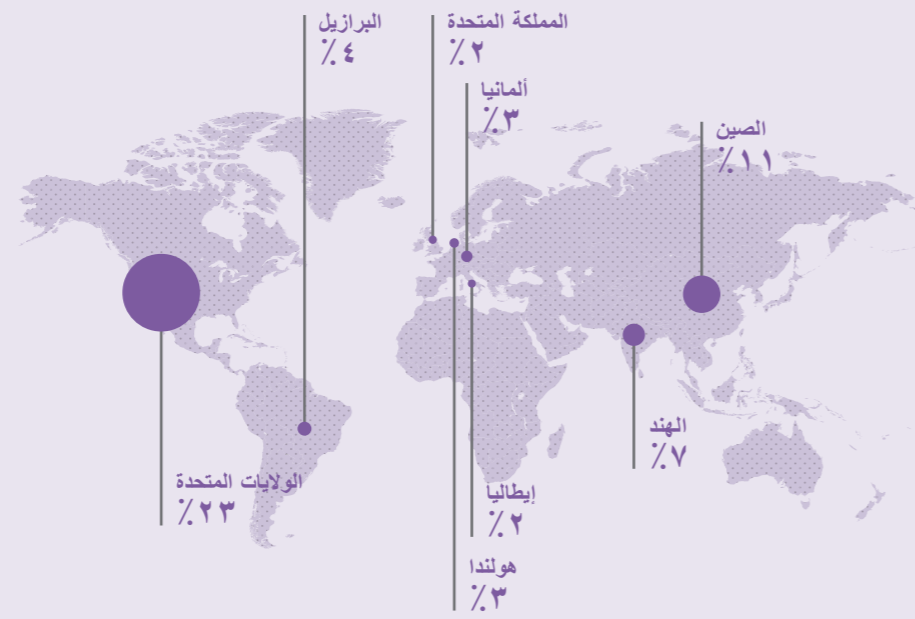 البرازيل
٪٤
المملكة المتحدة
٪٢
ألمانيا
٪٣
الصين
٪١١
الهند
٪٧
الولايات المتحدة
٪٢٣
إيطاليا
٪٢
هولندا
٪٣